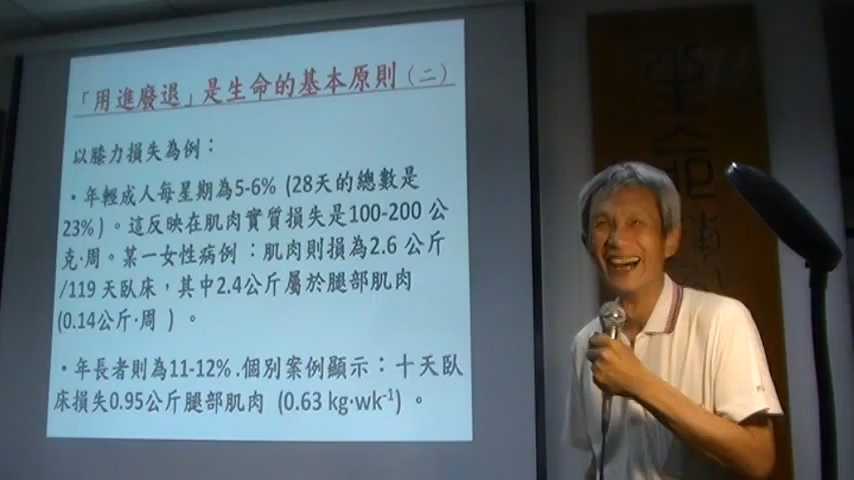 「用進廢退」是生命的基本原則（二）
以膝力損失為例：
・年輕成人每星期為5-6% (28天的總數是
23%)。這反映在肌肉實質損失是100-200 公
克·周。某一女性病例：肌肉則損為2.6 公斤
/119 天臥床，其中2.4公斤屬於腿部肌肉
(0.14公斤·周 )。
・年長者則為11-12% .個別案例顯示：十天臥
床損失0.95公斤腿部肌肉 (0.63 kg·wk-1)。